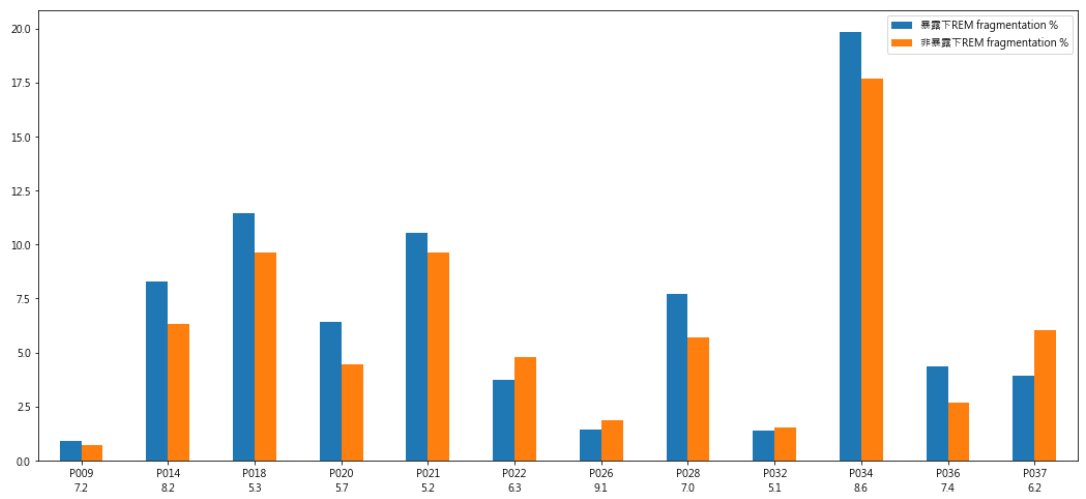 20.0
17.5
15.0
12.5
10.0
7.5
5.0
2.5
0.0
暴露下REM fragmentation %
非暴露下REM fragmentation %
P009 P014 P018 P020 P021 P022 P026 P028 P032 P034 P036 P037
7.2 8.2 5.3 5.7 5.2 6.3 9.1 7.0 5.1 8.6 7.4 6.2